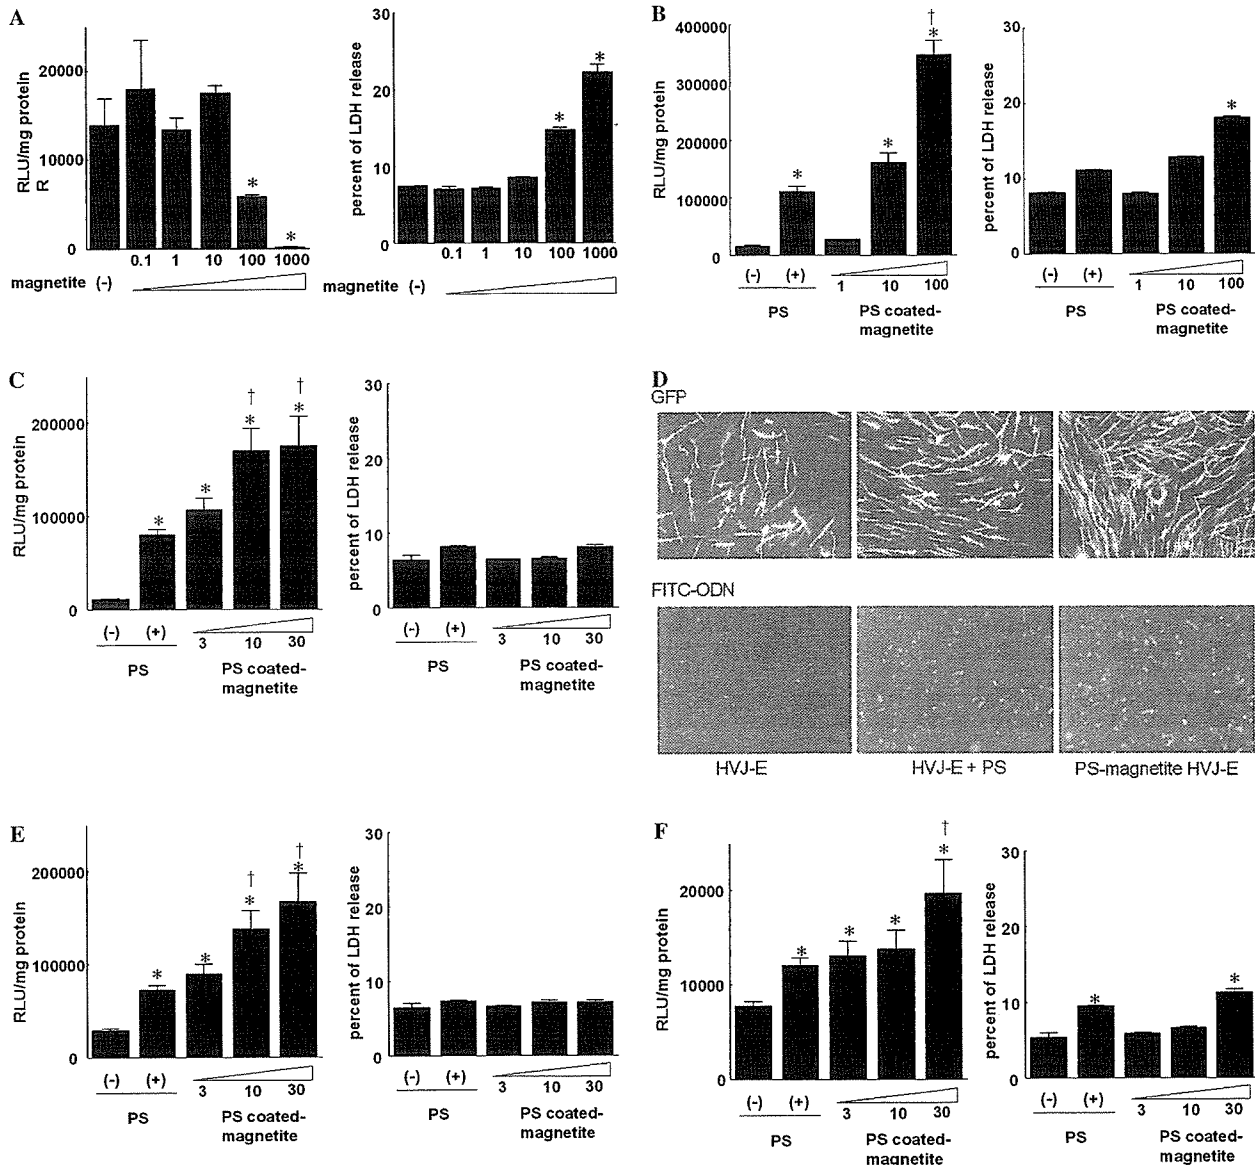 A
RLU/mg protein
R
20000
10000
0
* *
0.1 1 10 100 1000
magnetite (-)
percent of LDH release
30
20
10
0
* *
0.1 1 10 100 1000
magnetite (-)
B
RLU/mg protein
400000
300000
200000
100000
0
†
* * *
(-) (+) 1 10 100
PS PS coated-
magnetite
percent of LDH release
30
20
10
0
*
(-) (+) 1 10 100
PS PS coated-
magnetite
C
RLU/mg protein
200000
100000
0
† †
* * * *
(-) (+) 3 10 30
PS PS coated-
magnetite
percent of LDH release
30
20
10
0
(-) (+) 3 10 30
PS PS coated-
magnetite
D
GFP
FITC-ODN
HVJ-E HVJ-E + PS PS-magnetite HVJ-E
E
RLU/mg protein
200000
100000
0
† †
* * * *
(-) (+) 3 10 30
PS PS coated-
magnetite
percent of LDH release
30
20
10
0
(-) (+) 3 10 30
PS PS coated-
magnetite
F
RLU/mg protein
20000
10000
0
†
* * * *
(-) (+) 3 10 30
PS PS coated-
magnetite
percent of LDH release
30
20
10
0
* *
(-) (+) 3 10 30
PS PS coated-
magnetite